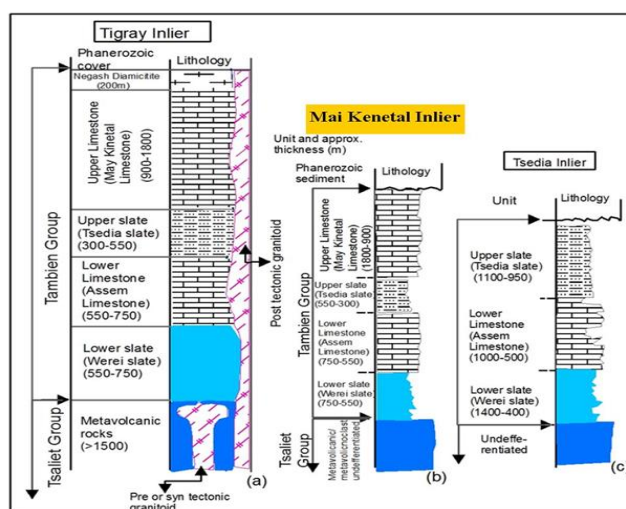 Tigray Inlier
Phanerozoic
cover
Lithology
Negash Diamicitite
(200m)
Upper Limestone
(May Kinetal
Limestone)
(900-1800)
Upper slate
(Tsedia slate)
(300-550)
Lower
Limestone
(Assem
Limestone)
(550-750)
Lower slate
(Werei slate)
(550-750)
Metavolcanic
rocks
(>1500)
Tambien Group
Tsaliet Group
Post tectonic granitoid
Pre or syn tectonic
granitoid
(a)
Mai Kenetal Inlier
Unit and approx.
thickness (m)
Phanerozoic
sediment
Lithology
Upper Limestone
(May Kinetal
Limestone)
(1800-900)
Upper slate
(Tsedia slate)
(550-300)
Lower
Limestone
(Assem
Limestone)
(750-550)
Lower slate
(Werei slate)
(750-550)
Tambien Group
Tsaliet
Group
Metavolcanic/
undefferentiated
(b)
Tsedia Inlier
Unit
Lithology
Upper slate
(Tsedia slate)
(1100-950)
Lower
Limestone
(Assem
Limestone)
(1000-500)
Lower slate
(Werei slate)
(1400-400)
Undeffe-
rentiated
(c)